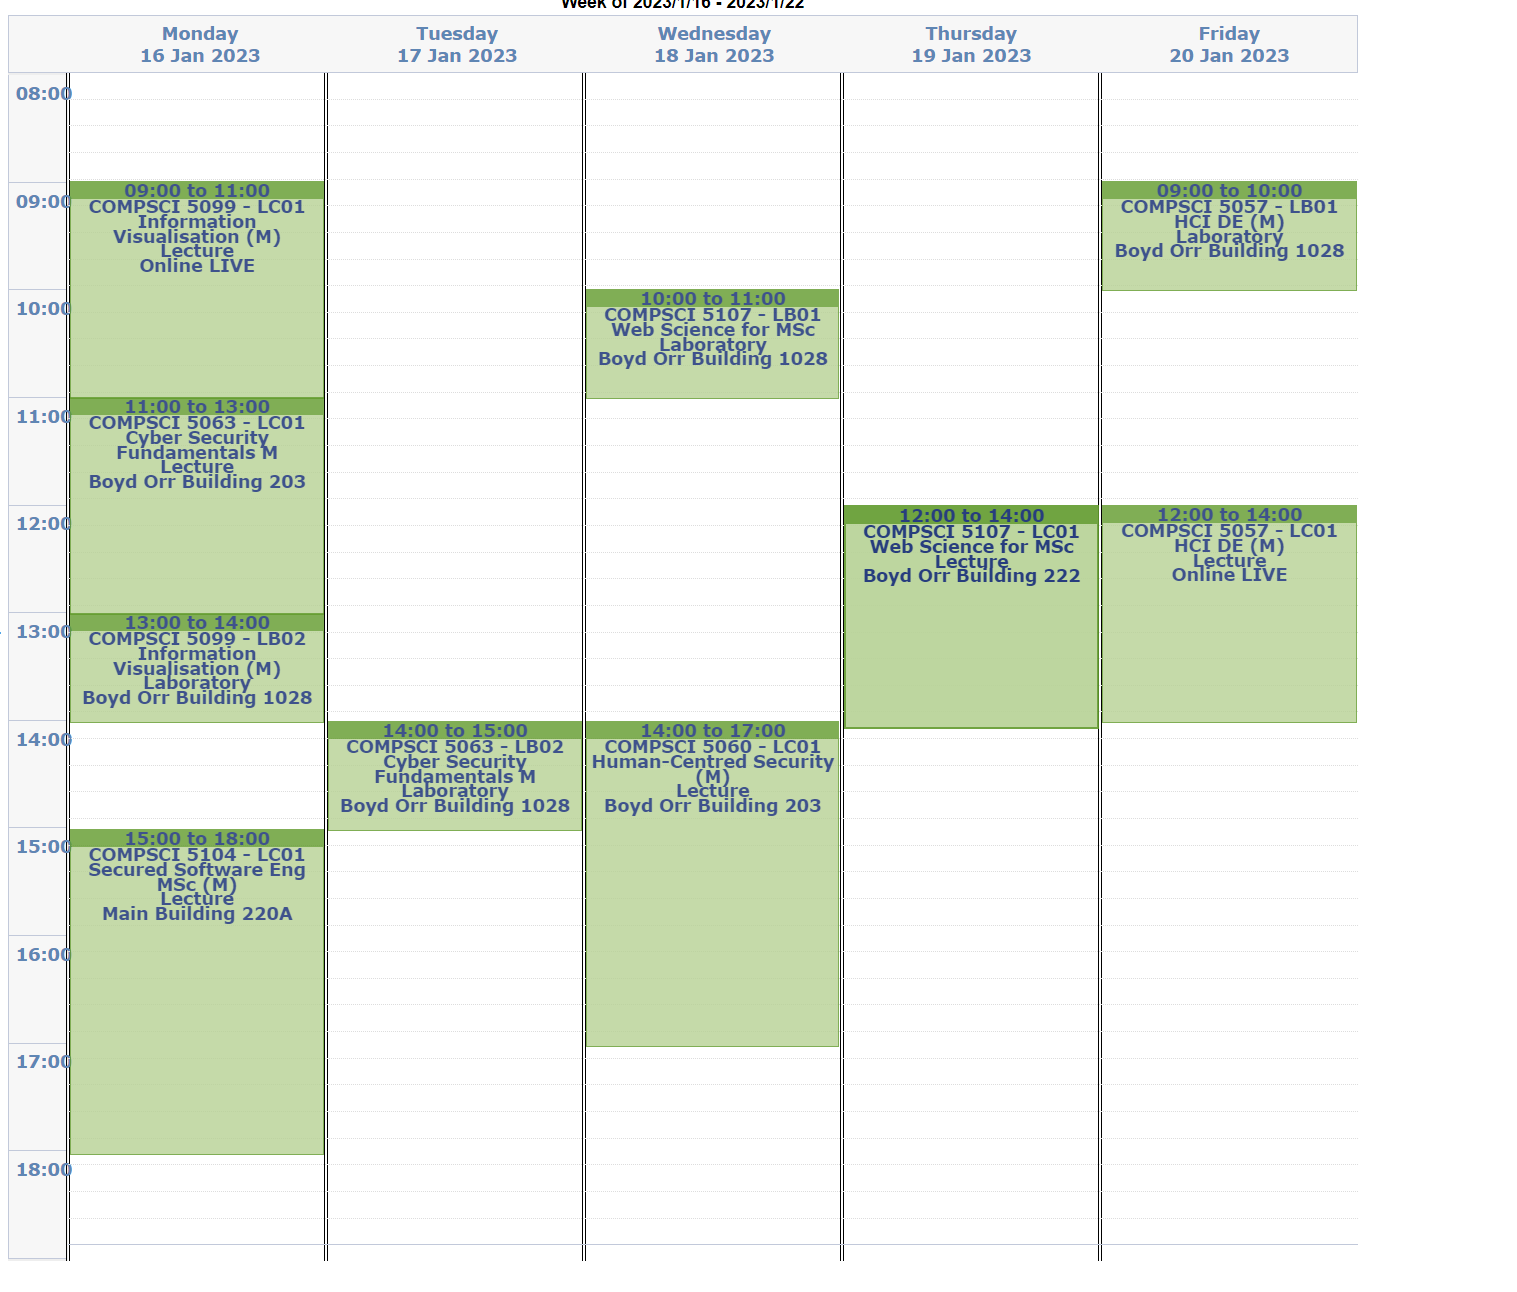 Week of 2023/1/16 - 2023/1/22
Monday
16 Jan 2023
Tuesday
17 Jan 2023
Wednesday
18 Jan 2023
Thursday
19 Jan 2023
Friday
20 Jan 2023
08:00
09:00
10:00
11:00
12:00
13:00
14:00
15:00
16:00
17:00
18:00
09:00 to 11:00
COMPSCI 5099 - LC01
Information
Visualisation (M)
Lecture
Online LIVE
11:00 to 13:00
COMPSCI 5063 - LC01
Cyber Security
Fundamentals M
Lecture
Boyd Orr Building 203
13:00 to 14:00
COMPSCI 5099 - LB02
Information
Visualisation (M)
Laboratory
Boyd Orr Building 1028
15:00 to 18:00
COMPSCI 5104 - LC01
Secured Software Eng
MSc (M)
Lecture
Main Building 220A
14:00 to 15:00
COMPSCI 5063 - LB02
Cyber Security
Fundamentals M
Laboratory
Boyd Orr Building 1028
10:00 to 11:00
COMPSCI 5107 - LB01
Web Science for MSc
Laboratory
Boyd Orr Building 1028
14:00 to 17:00
COMPSCI 5060 - LC01
Human-Centred Security
(M)
Lecture
Boyd Orr Building 203
12:00 to 14:00
COMPSCI 5107 - LC01
Web Science for MSc
Lecture
Boyd Orr Building 222
09:00 to 10:00
COMPSCI 5057 - LB01
HCI DE (M)
Laboratory
Boyd Orr Building 1028
12:00 to 14:00
COMPSCI 5057 - LC01
HCI DE (M)
Lecture
Online LIVE